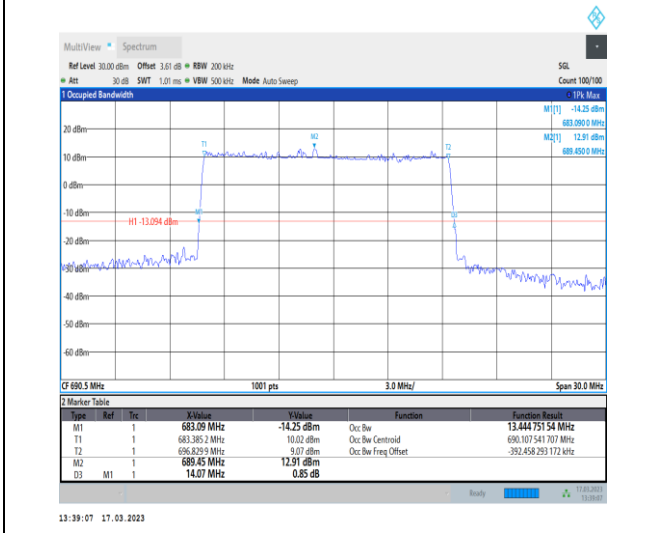 MultiView Spectrum
Ref Level 30.00 dBm Offset 3.61 dB RBW 200 kHz SGL
Att 30 dB SWT 1.01 ms VBW 500 kHz Mode Auto Sweep Count 100/100
1 Occupied Bandwidth 1Pk Max
M1[1] -14.25 dBm
683.090 0 MHz
M2[1] 12.91 dBm
689.450 0 MHz
20 dBm
M2
T1 T2
10 dBm
0 dBm
-10 dBm
M1 D3
H1 -13.094 dBm
-20 dBm
-30 dBm
-40 dBm
-50 dBm
-60 dBm
CF 690.5 MHz 1001 pts 3.0 MHz/ Span 30.0 MHz
2 Marker Table
Type Ref Trc X-Value Y-Value Function Function Result
M1 1 683.09 MHz -14.25 dBm Occ Bw 13.444 751 54 MHz
T1 1 683.385 2 MHz 10.02 dBm Occ Bw Centroid 690.107 541 707 MHz
T2 1 696.829 9 MHz 9.07 dBm Occ Bw Freq Offset -392.458 293 172 kHz
M2 1 689.45 MHz 12.91 dBm
D3 M1 1 14.07 MHz 0.85 dB
Ready 17.03.2023
13:39:07
13:39:07 17.03.2023